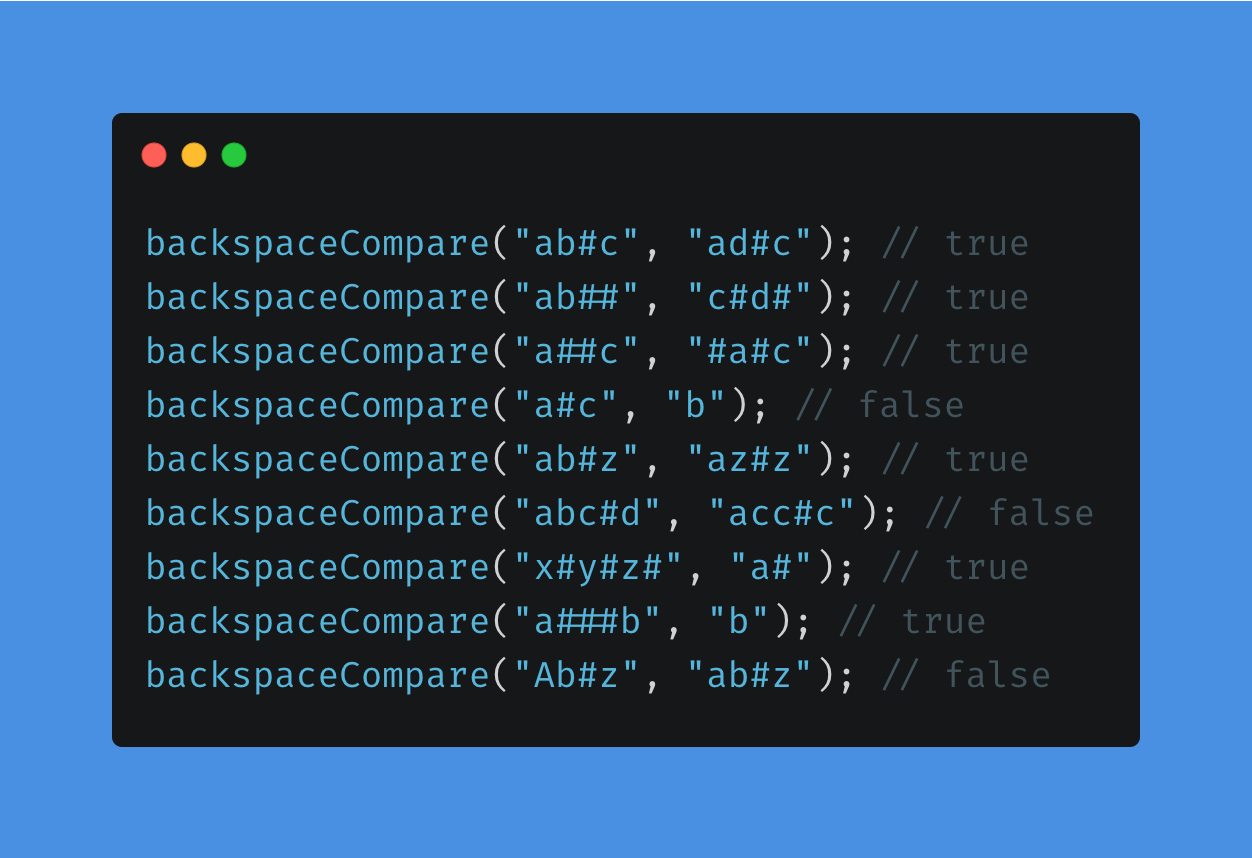 backspaceCompare("ab#c", "ad#c"); // true
backspaceCompare("ab##", "c#d#"); // true
backspaceCompare("a##c", "#a#c"); // true
backspaceCompare("a#c", "b"); // false
backspaceCompare("ab#z", "az#z"); // true
backspaceCompare("abc#d", "acc#c"); // false
backspaceCompare("x#y#z#", "a#"); // true
backspaceCompare("a###b", "b"); // true
backspaceCompare("Ab#z", "ab#z"); // false